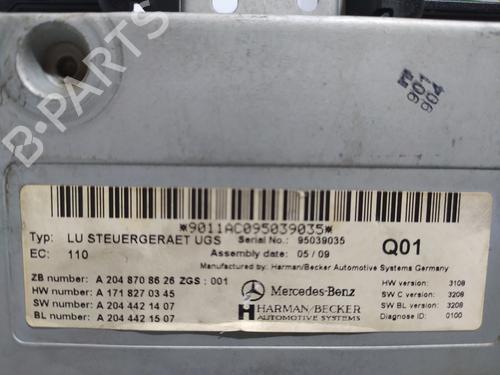 901
904
B-PARTS
*9011AC095039035*
Typ: LU STEUERGERAET UGS Serial No.: 95039035
EC: 110 Assembly date 05 / 09 Q01
Manufactured by: Harman/Becker Automotive Systems Germany
ZB number: A 204 870 86 26 ZGS : 001
HW number: A 171 827 03 45
SW number: A 204 442 14 07
BL number: A 204 442 15 07
Mercedes-Benz
HARMAN/BECKER
AUTOMOTIVE SYSTEMS
HW version: 3108
SW C version: 3208
SW BL version: 3208
Diagnose ID: 0100